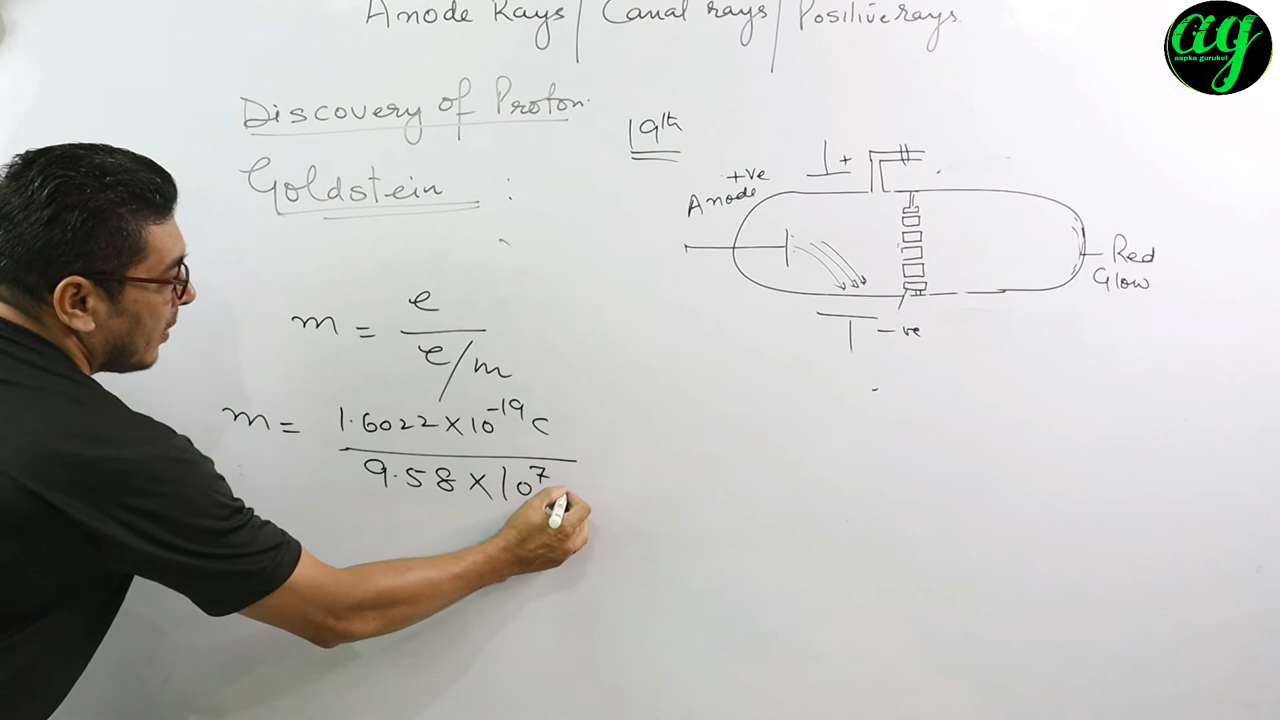 Anode Rays / Canal rays / Positive rays.
ag
aapka gurukul
Discovery of Proton.
Goldstein :
19th
+ve
Anode
+
-ve
Red
Glow
m = e
e/m
m = 1.6022 × 10⁻¹⁹ C
9.58 × 10⁷